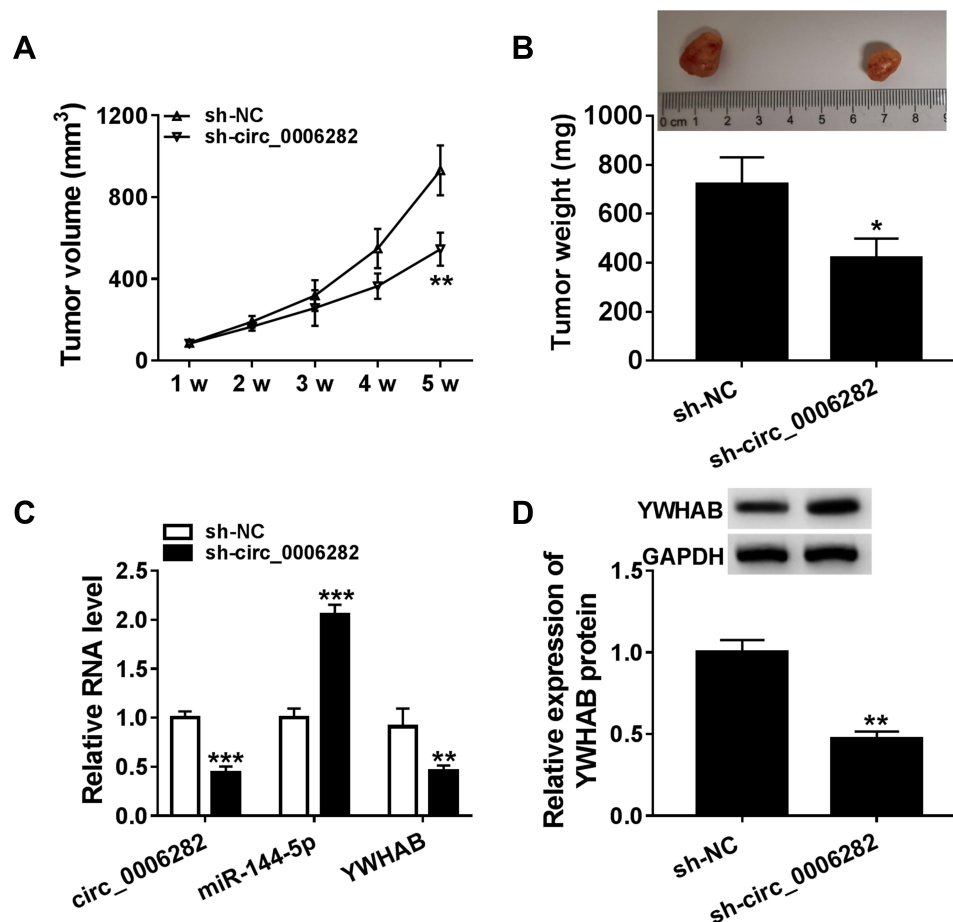 A
sh-NC
sh-circ_0006282
Tumor volume (mm³)
1200
800
400
0
1 w 2 w 3 w 4 w 5 w
**
B
0 cm 1 2 3 4 5 6 7 8 9
Tumor weight (mg)
1000
800
600
400
200
0
*
sh-NC
sh-circ_0006282
C
sh-NC
sh-circ_0006282
Relative RNA level
2.5
2.0
1.5
1.0
0.5
0.0
*** *** **
circ_0006282
miR-144-5p
YWHAB
D
YWHAB
GAPDH
Relative expression of
YWHAB protein
1.5
1.0
0.5
0.0
**
sh-NC
sh-circ_0006282